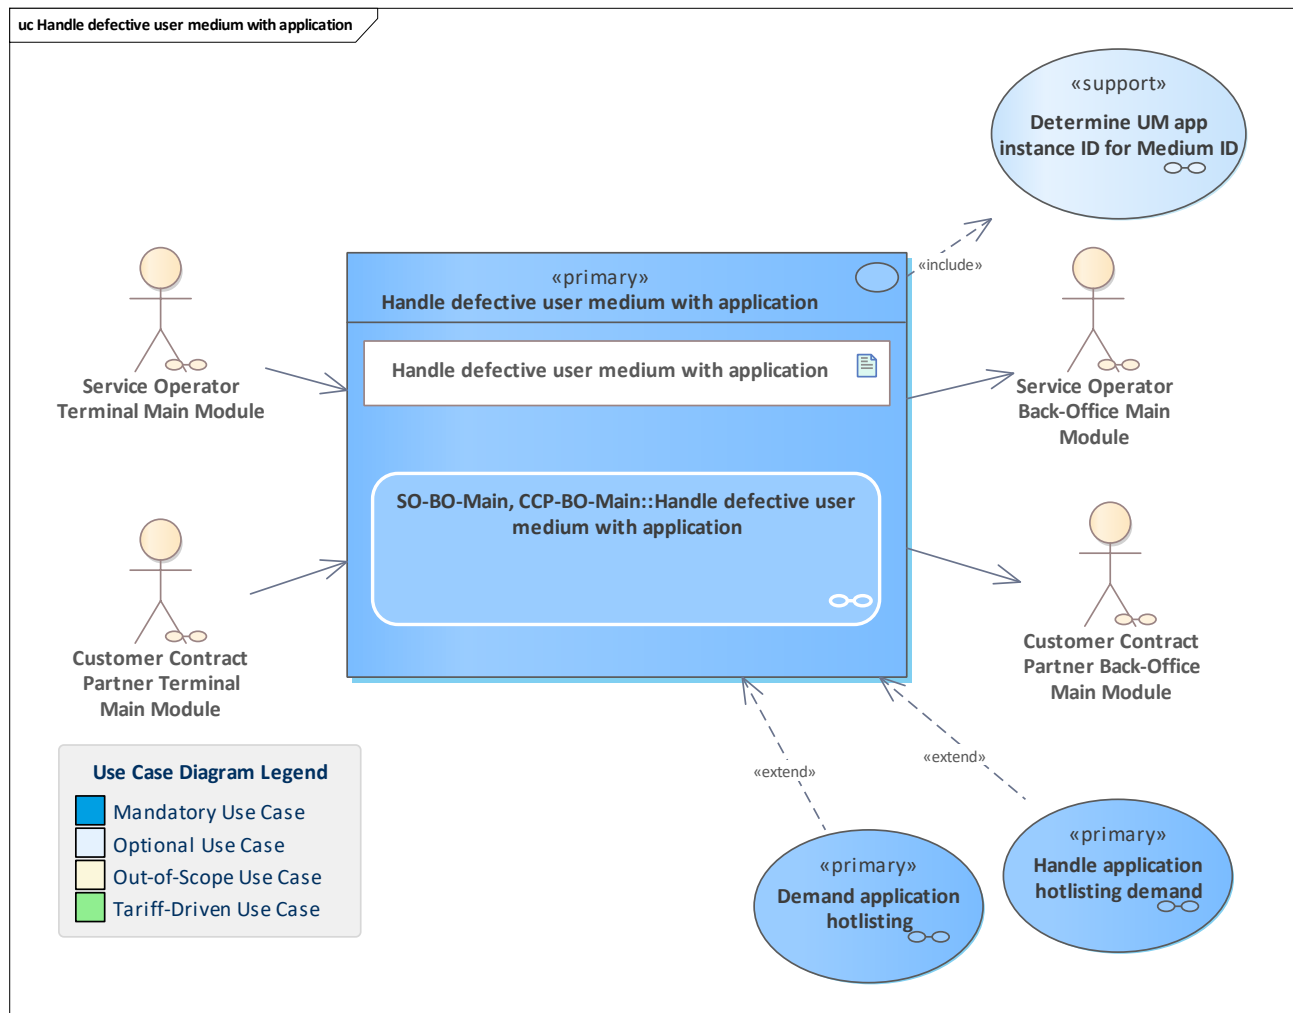 uc Handle defective user medium with application
«support»
Determine UM app
instance ID for Medium ID
«include»
«primary»
Handle defective user medium with application
Handle defective user medium with application
SO-BO-Main, CCP-BO-Main::Handle defective user
medium with application
Service Operator
Terminal Main Module
Service Operator
Back-Office Main
Module
Customer Contract
Partner Terminal
Main Module
Customer Contract
Partner Back-Office
Main Module
«extend»
«extend»
Use Case Diagram Legend
Mandatory Use Case
Optional Use Case
Out-of-Scope Use Case
Tariff-Driven Use Case
«primary»
Demand application
hotlisting
«primary»
Handle application
hotlisting demand